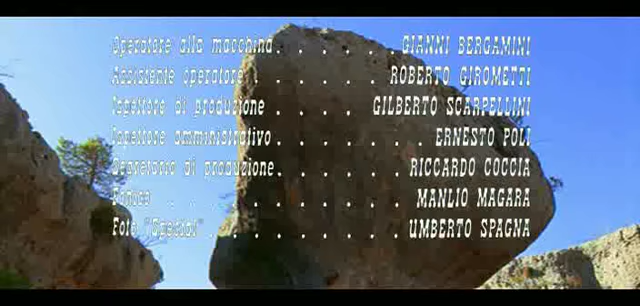 Operatore alla macchina . . . . . . GIANNI BERGAMINI
Assistente operatore . . . . . . ROBERTO GIROMETTI
Ispettore di produzione . . . . GILBERTO SCARPELLINI
Ispettore amministrativo . . . . . . ERNESTO POLI
Segretario di produzione . . . . . . RICCARDO COCCIA
. . . . . . . . MANLIO MAGARA
Foto "Special" . . . . . . . . UMBERTO SPAGNA